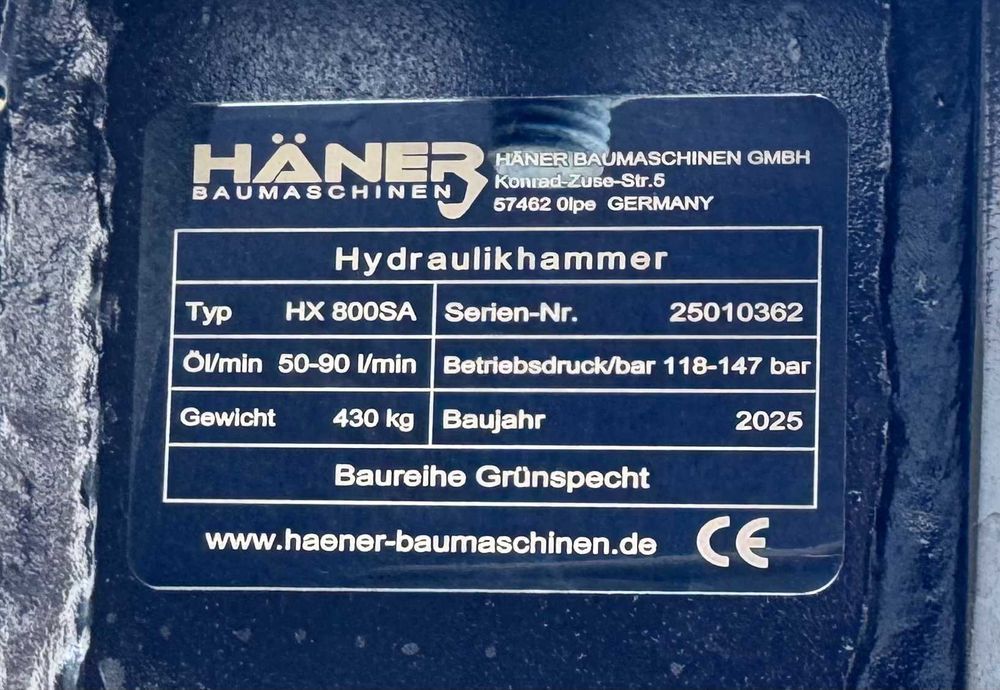 HÄNER
BAUMASCHINEN
HÄNER BAUMASCHINEN GMBH
Konrad-Zuse-Str.5
57462 Olpe GERMANY
Hydraulikhammer
Typ HX 800SA Serien-Nr. 25010362
Öl/min 50-90 l/min Betriebsdruck/bar 118-147 bar
Gewicht 430 kg Baujahr 2025
Baureihe Grünspecht
www.haener-baumaschinen.de CE